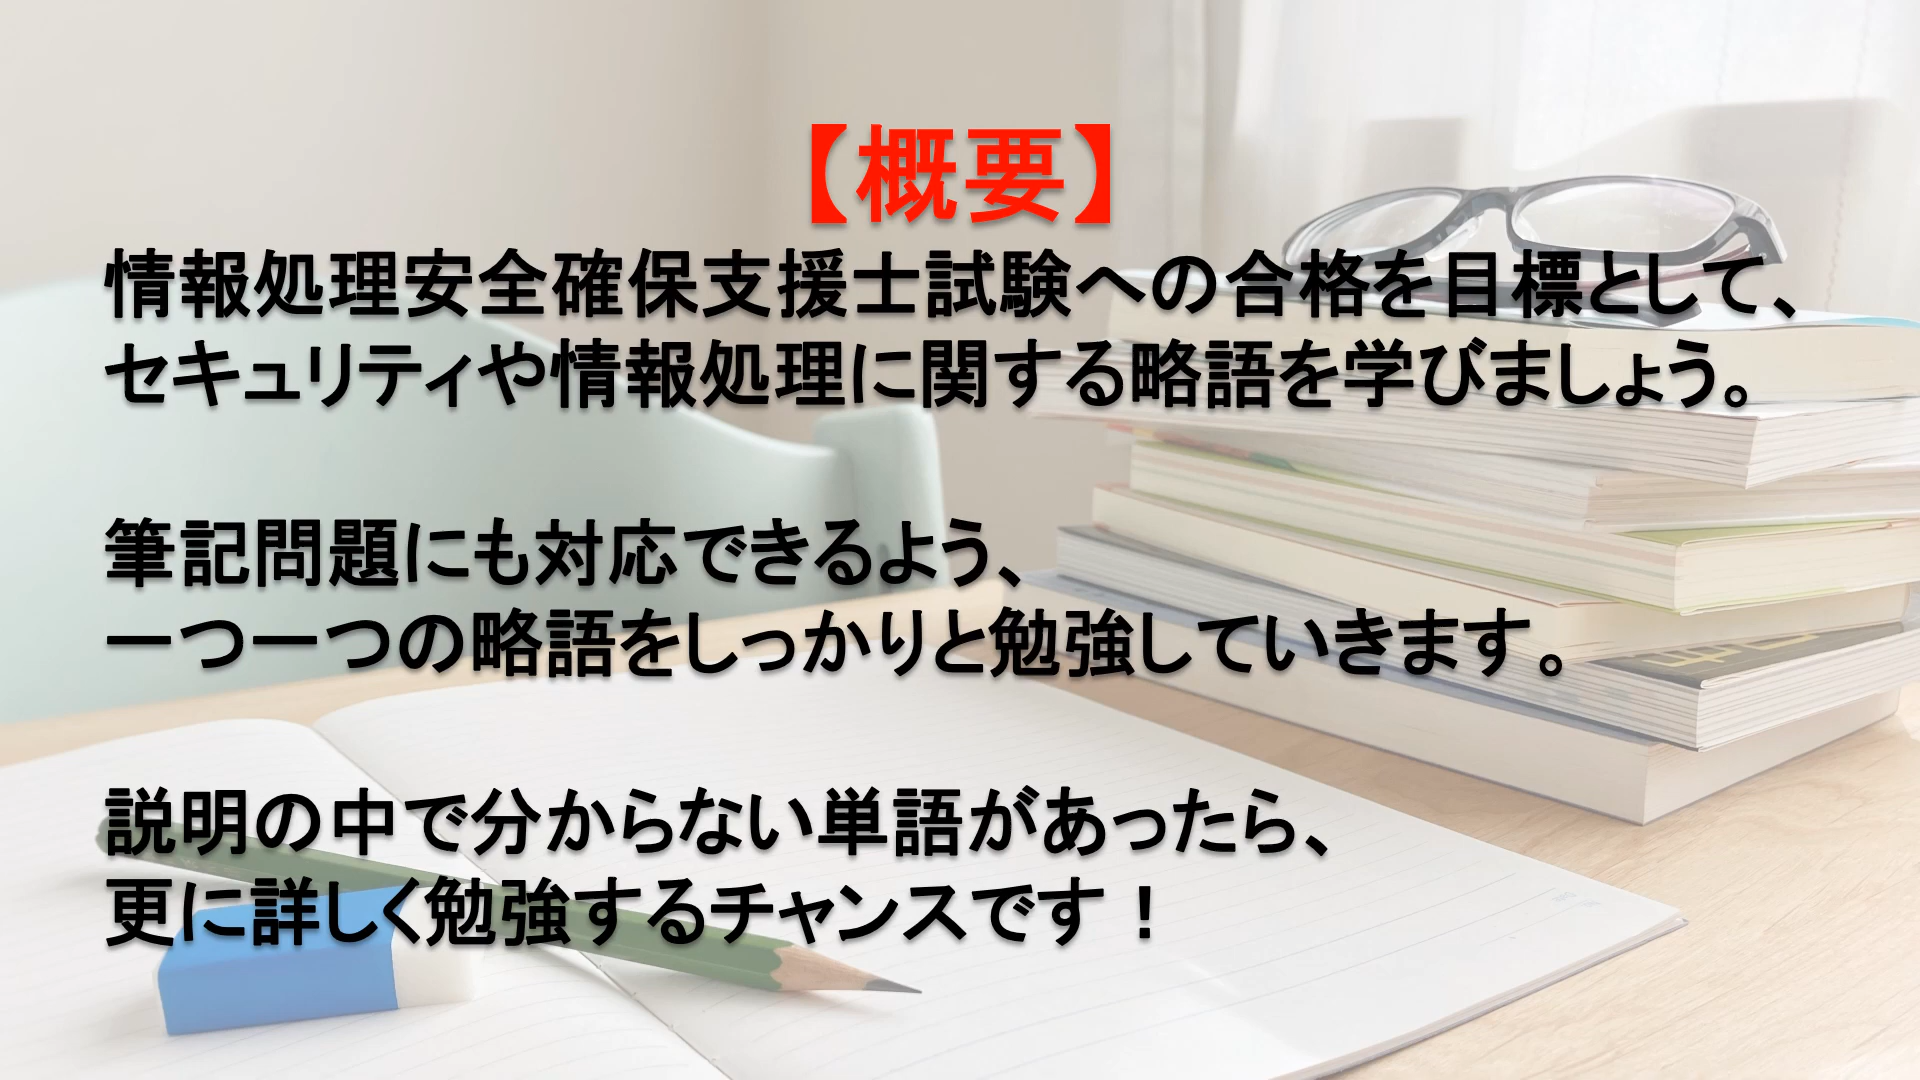 【概要】
情報処理安全確保支援士試験への合格を目標として、
セキュリティや情報処理に関する略語を学びましょう。
筆記問題にも対応できるよう、
一つ一つの略語をしっかりと勉強していきます。
説明の中で分からない単語があったら、
更に詳しく勉強するチャンスです！